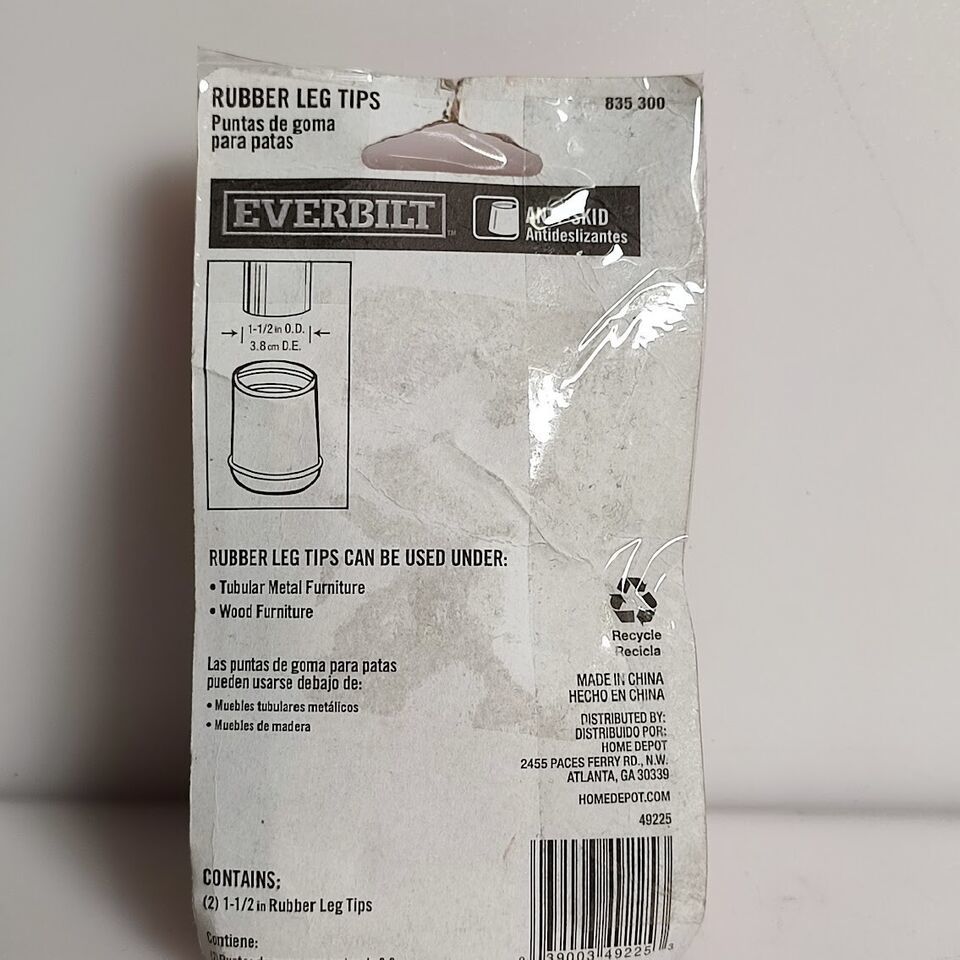 RUBBER LEG TIPS
Puntas de goma
para patas
835 300
EVERBILT™
ANTI-SKID
Antideslizantes
1-1/2 in O.D.
3.8 cm D.E.
RUBBER LEG TIPS CAN BE USED UNDER:
• Tubular Metal Furniture
• Wood Furniture
Las puntas de goma para patas
pueden usarse debajo de:
• Muebles tubulares metálicos
• Muebles de madera
Recycle
Recicla
MADE IN CHINA
HECHO EN CHINA
DISTRIBUTED BY:
DISTRIBUIDO POR:
HOME DEPOT
2455 PACES FERRY RD., N.W.
ATLANTA, GA 30339
HOMEDEPOT.COM
49225
CONTAINS:
(2) 1-1/2 in Rubber Leg Tips
Contiene:
39003 49225 3